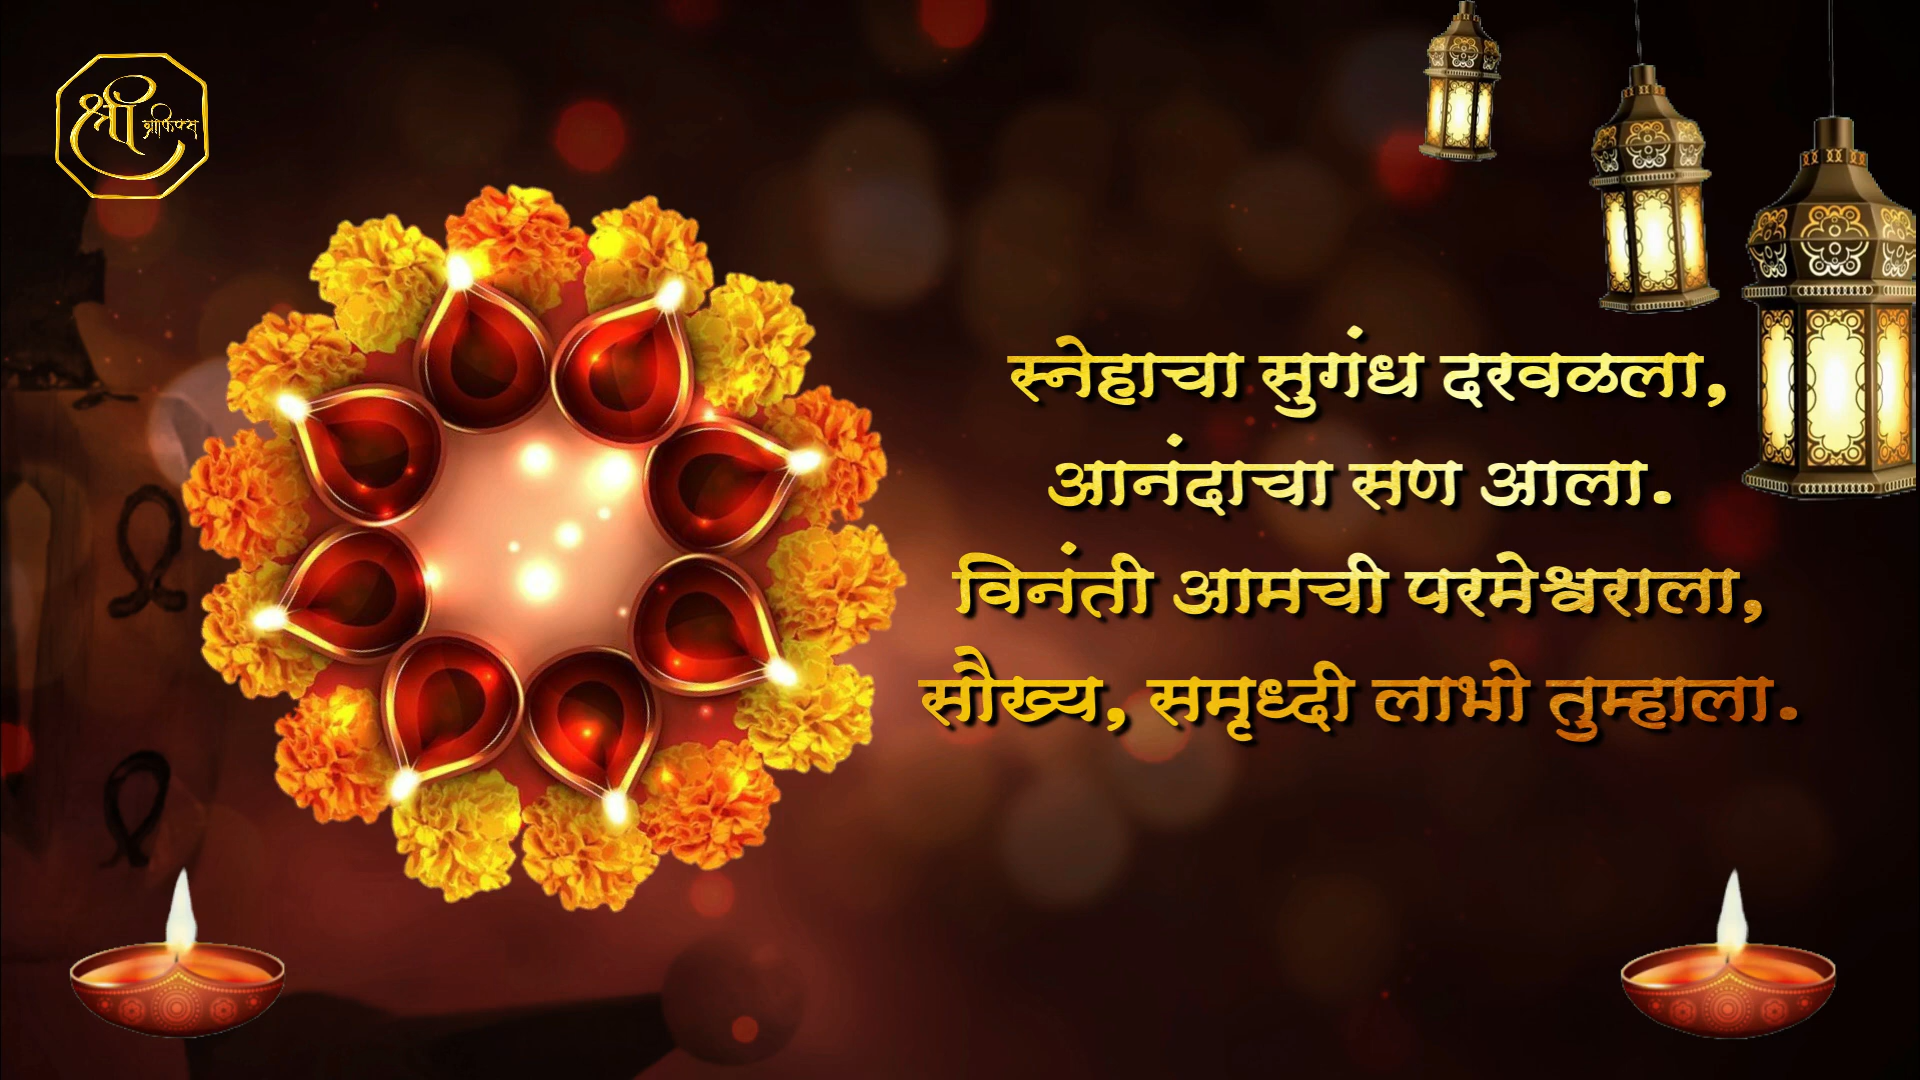 श्री
ग्राफिक्स
स्नेहाचा सुगंध दरवळला,
आनंदाचा सण आला.
विनंती आमची परमेश्वराला,
सौख्य, समृध्दी लाभो तुम्हाला.